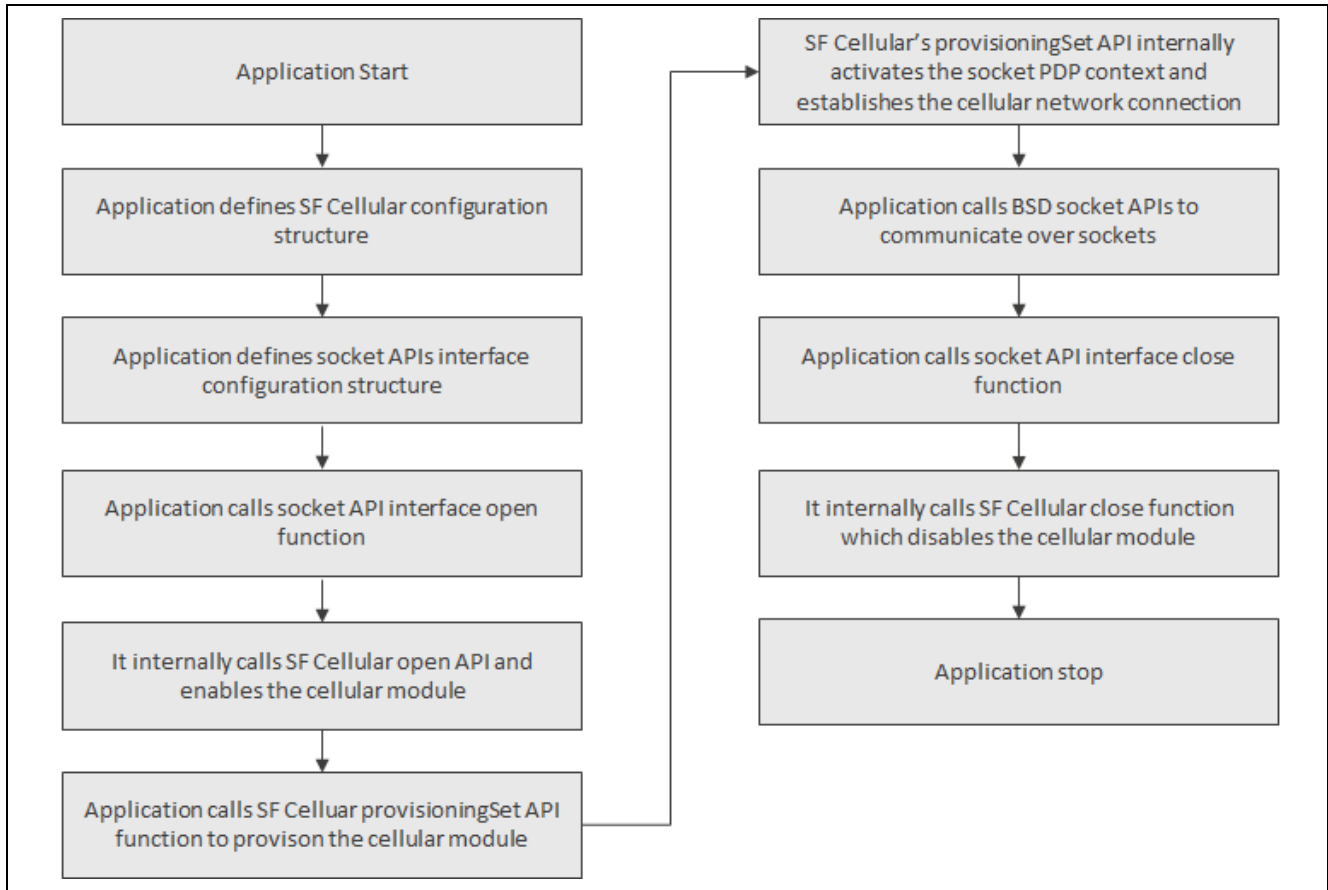 Application Start
Application defines SF Cellular configuration
structure
Application defines socket APIs interface
configuration structure
Application calls socket API interface open
function
It internally calls SF Cellular open API and
enables the cellular module
Application calls SF Celluar provisioningSet API
function to provison the cellular module
SF Cellular’s provisioningSet API internally
activates the socket PDP context and
establishes the cellular network connection
Application calls BSD socket APIs to
communicate over sockets
Application calls socket API interface close
function
It internally calls SF Cellular close function
which disables the cellular module
Application stop